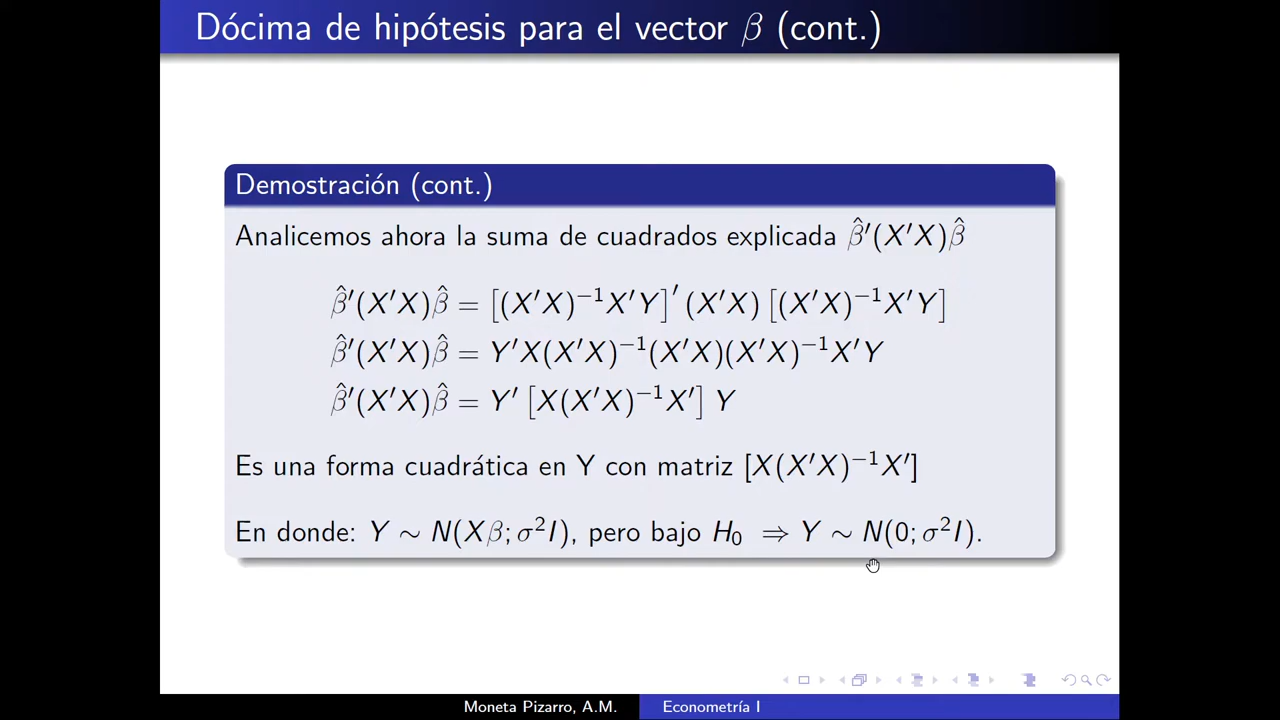 Dócima de hipótesis para el vector β (cont.)
Demostración (cont.)
Analicemos ahora la suma de cuadrados explicada β̂′(X′X)β̂
β̂′(X′X)β̂ = [(X′X)⁻¹X′Y]′ (X′X) [(X′X)⁻¹X′Y]
β̂′(X′X)β̂ = Y′X(X′X)⁻¹(X′X)(X′X)⁻¹X′Y
β̂′(X′X)β̂ = Y′ [X(X′X)⁻¹X′] Y
Es una forma cuadrática en Y con matriz [X(X′X)⁻¹X′]
En donde: Y ∼ N(Xβ; σ²I), pero bajo H₀ ⇒ Y ∼ N(0; σ²I).
Moneta Pizarro, A.M. Econometría I